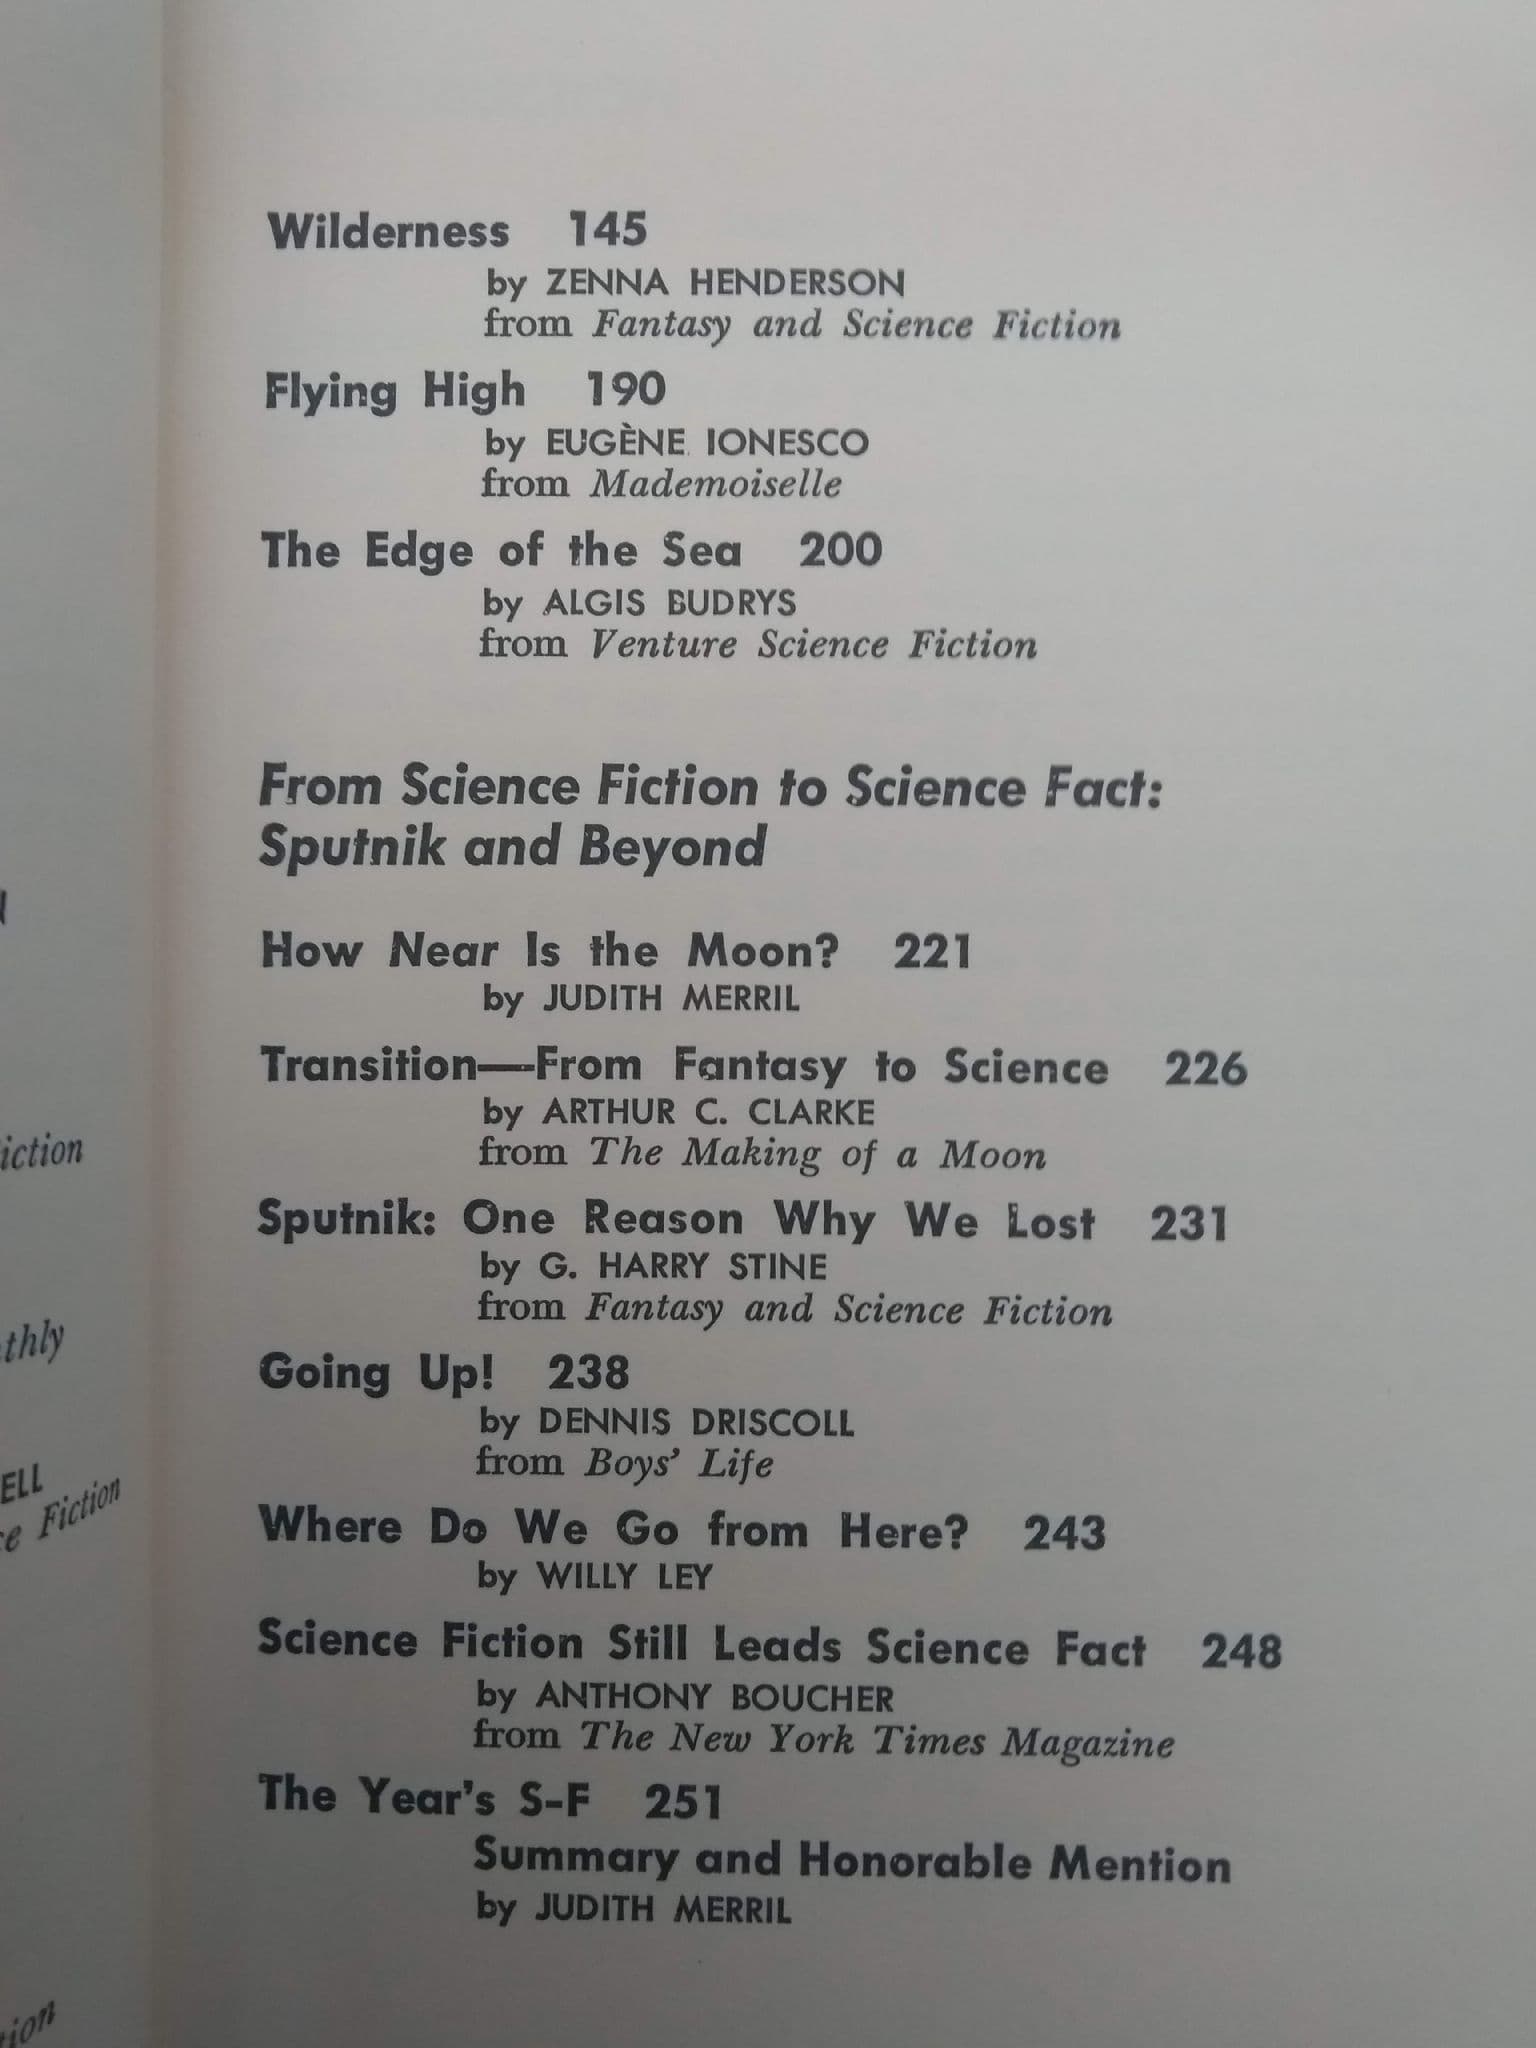 Wilderness 145
by ZENNA HENDERSON
from Fantasy and Science Fiction
Flying High 190
by EUGÈNE IONESCO
from Mademoiselle
The Edge of the Sea 200
by ALGIS BUDRYS
from Venture Science Fiction
From Science Fiction to Science Fact:
Sputnik and Beyond
How Near Is the Moon? 221
by JUDITH MERRIL
Transition—From Fantasy to Science 226
by ARTHUR C. CLARKE
from The Making of a Moon
Sputnik: One Reason Why We Lost 231
by G. HARRY STINE
from Fantasy and Science Fiction
Going Up! 238
by DENNIS DRISCOLL
from Boys' Life
Where Do We Go from Here? 243
by WILLY LEY
Science Fiction Still Leads Science Fact 248
by ANTHONY BOUCHER
from The New York Times Magazine
The Year's S-F 251
Summary and Honorable Mention
by JUDITH MERRIL
iction
thly
ELL
Fiction
tion